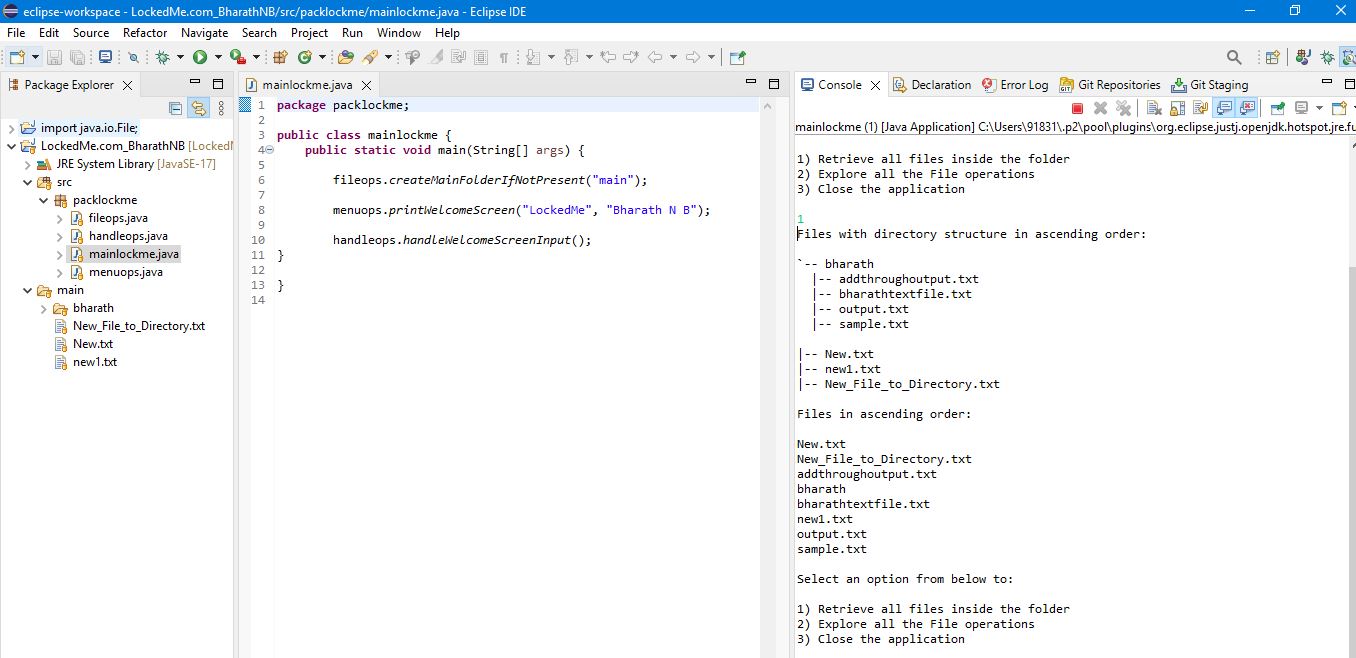 eclipse-workspace - LockedMe.com_BharathNB/src/packlockme/mainlockme.java - Eclipse IDE
File Edit Source Refactor Navigate Search Project Run Window Help
Package Explorer
import java.io.File;
LockedMe.com_BharathNB [Locked
JRE System Library [JavaSE-17]
src
packlockme
fileops.java
handleops.java
mainlockme.java
menuops.java
main
bharath
New_File_to_Directory.txt
New.txt
new1.txt
mainlockme.java
1 package packlockme;
2
3 public class mainlockme {
4 public static void main(String[] args) {
5
6 fileops.createMainFolderIfNotPresent("main");
7
8 menuops.printWelcomeScreen("LockedMe", "Bharath N B");
9
10 handleops.handleWelcomeScreenInput();
11 }
12
13 }
14
Console Declaration Error Log Git Repositories Git Staging
mainlockme (1) [Java Application] C:\Users\91831\.p2\pool\plugins\org.eclipse.justj.openjdk.hotspot.jre.fu
1) Retrieve all files inside the folder
2) Explore all the File operations
3) Close the application
1
Files with directory structure in ascending order:
`-- bharath
|-- addthroughoutput.txt
|-- bharathtextfile.txt
|-- output.txt
|-- sample.txt
|-- New.txt
|-- new1.txt
|-- New_File_to_Directory.txt
Files in ascending order:
New.txt
New_File_to_Directory.txt
addthroughoutput.txt
bharath
bharathtextfile.txt
new1.txt
output.txt
sample.txt
Select an option from below to:
1) Retrieve all files inside the folder
2) Explore all the File operations
3) Close the application